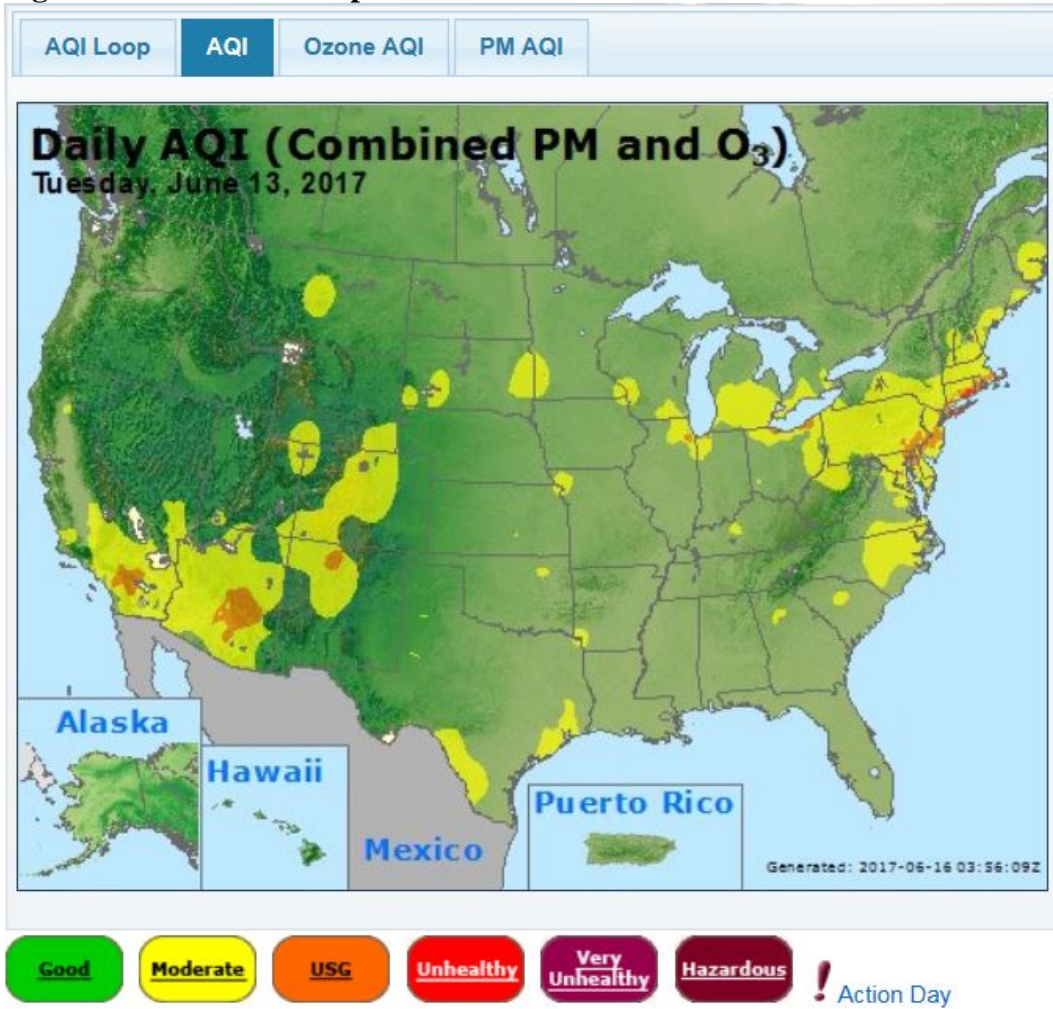 AQI Loop
AQI
Ozone AQI
PM AQI
Daily AQI (Combined PM and O₃)
Tuesday, June 13, 2017
Alaska
Hawaii
Mexico
Puerto Rico
Generated: 2017-06-16 03:56:09Z
Good
Moderate
USG
Unhealthy
Very
Unhealthy
Hazardous
! Action Day